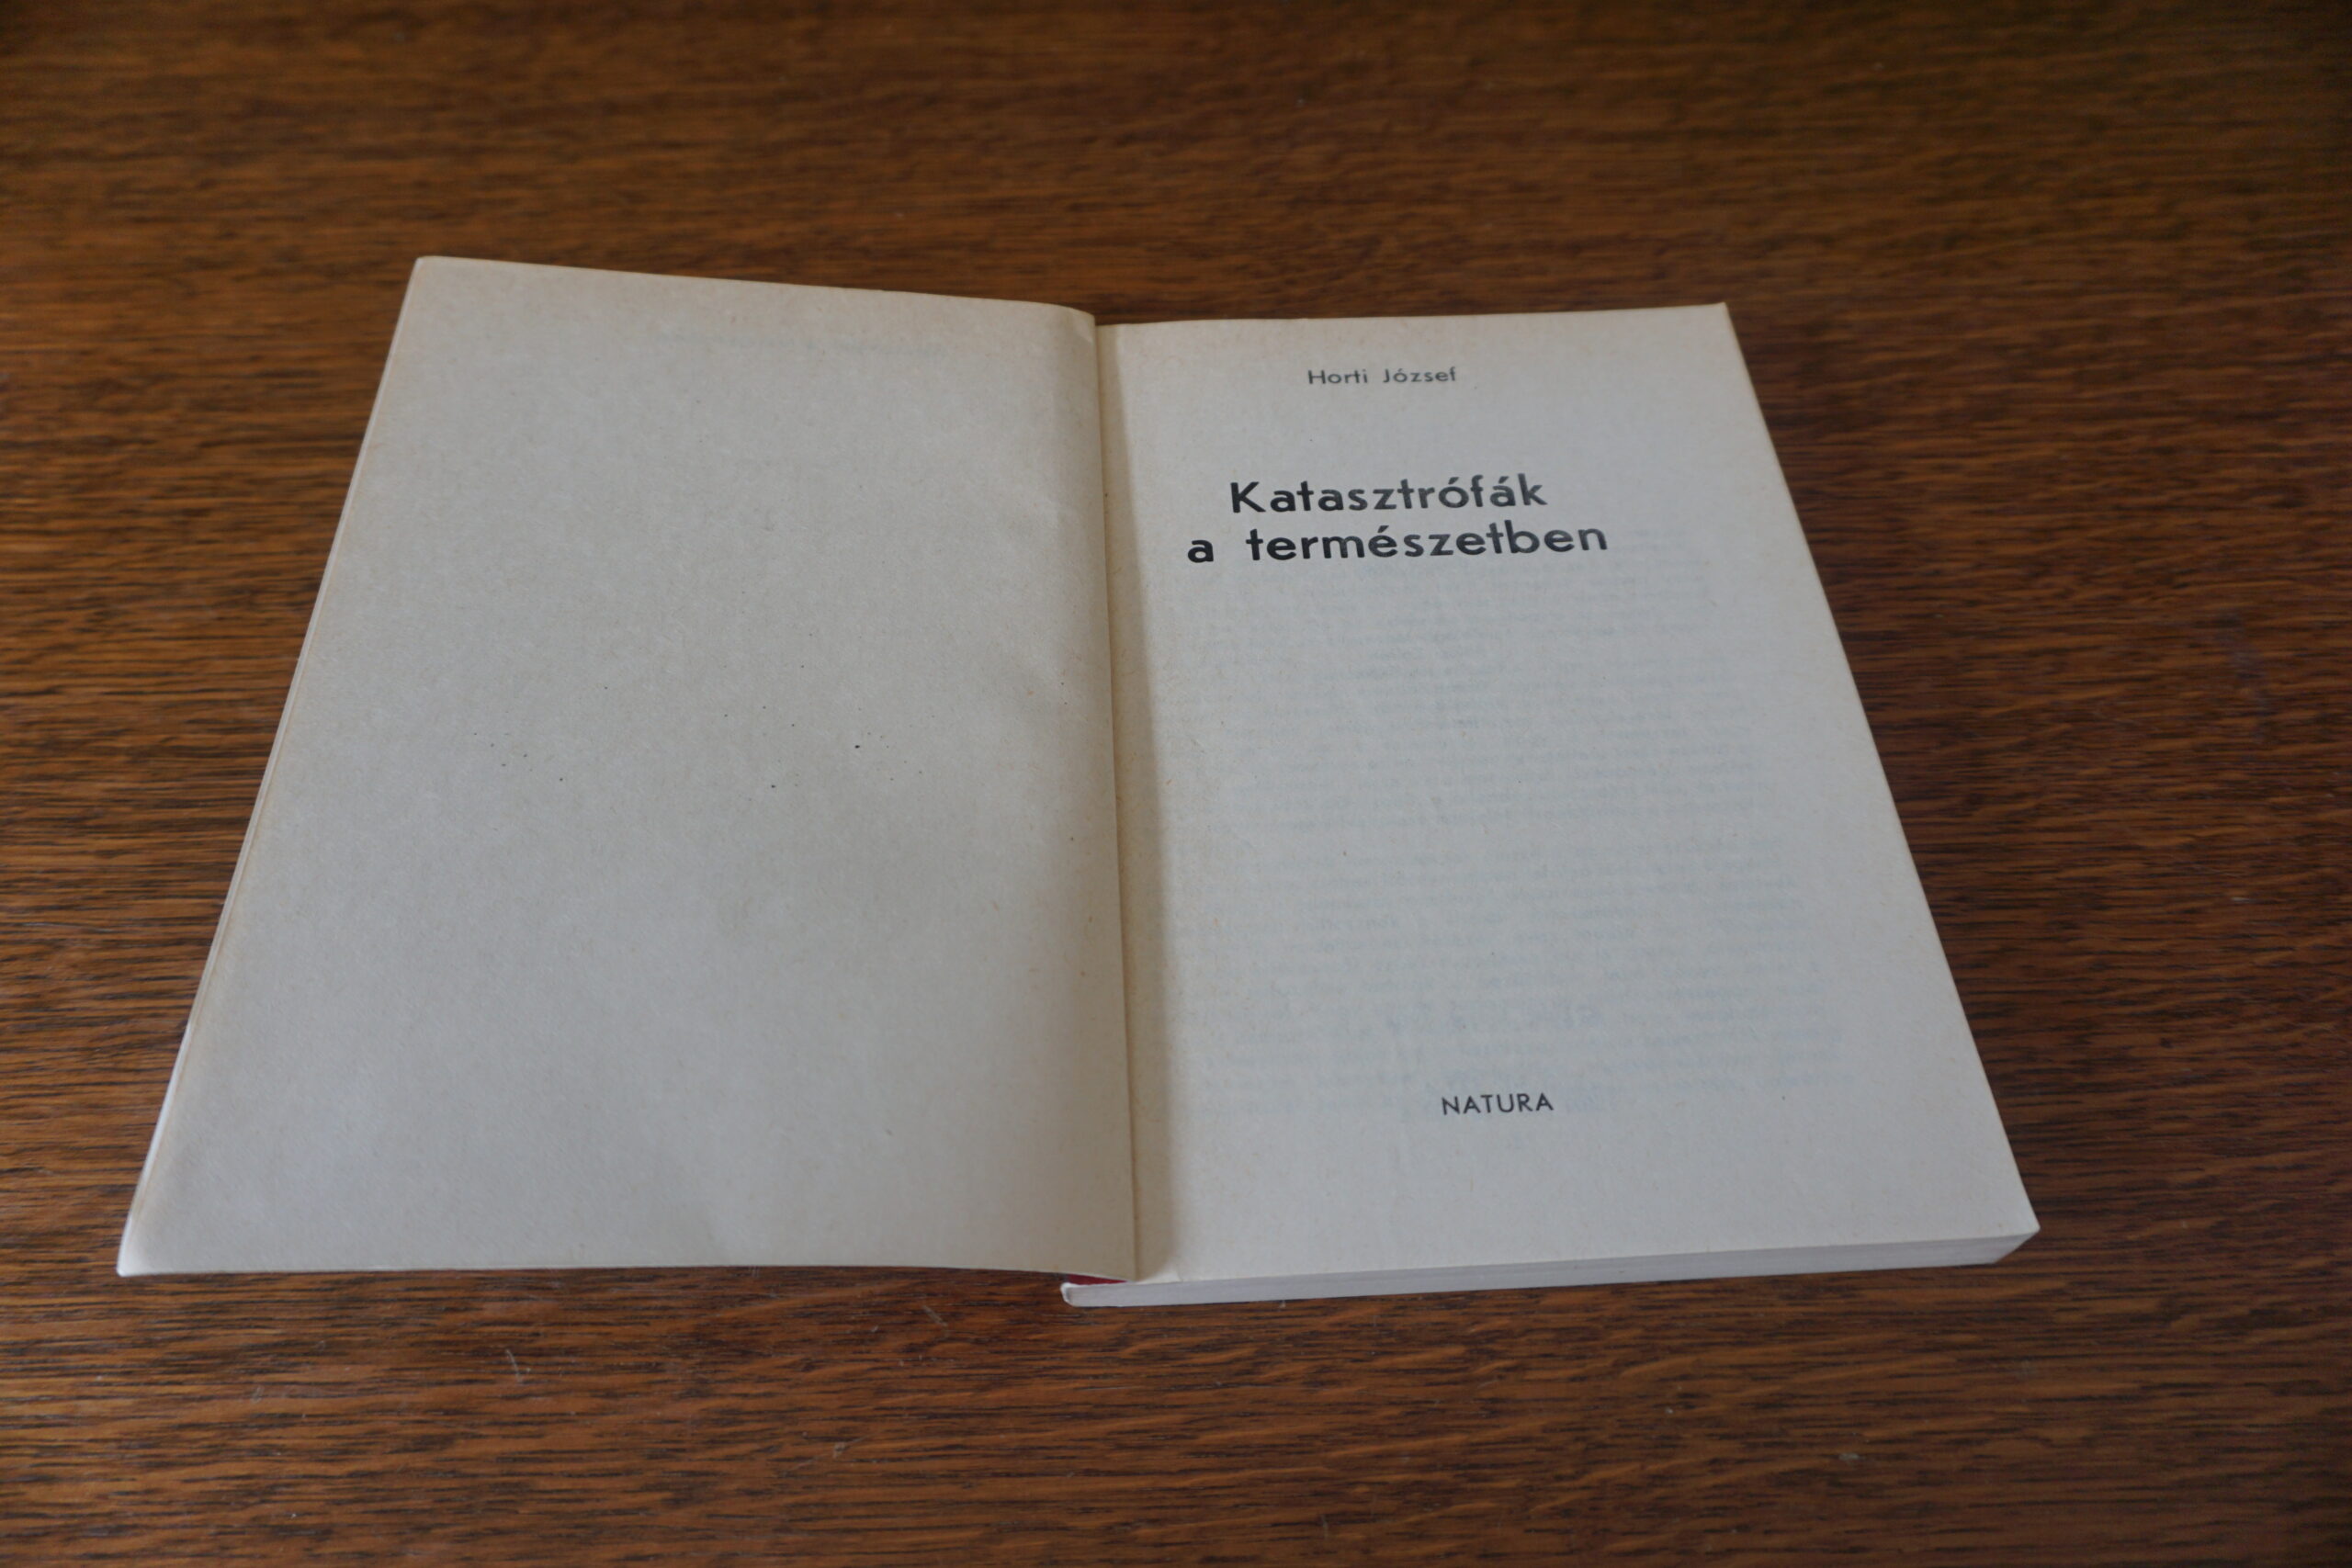 Horti József
Katasztrófák
a természetben
NATURA